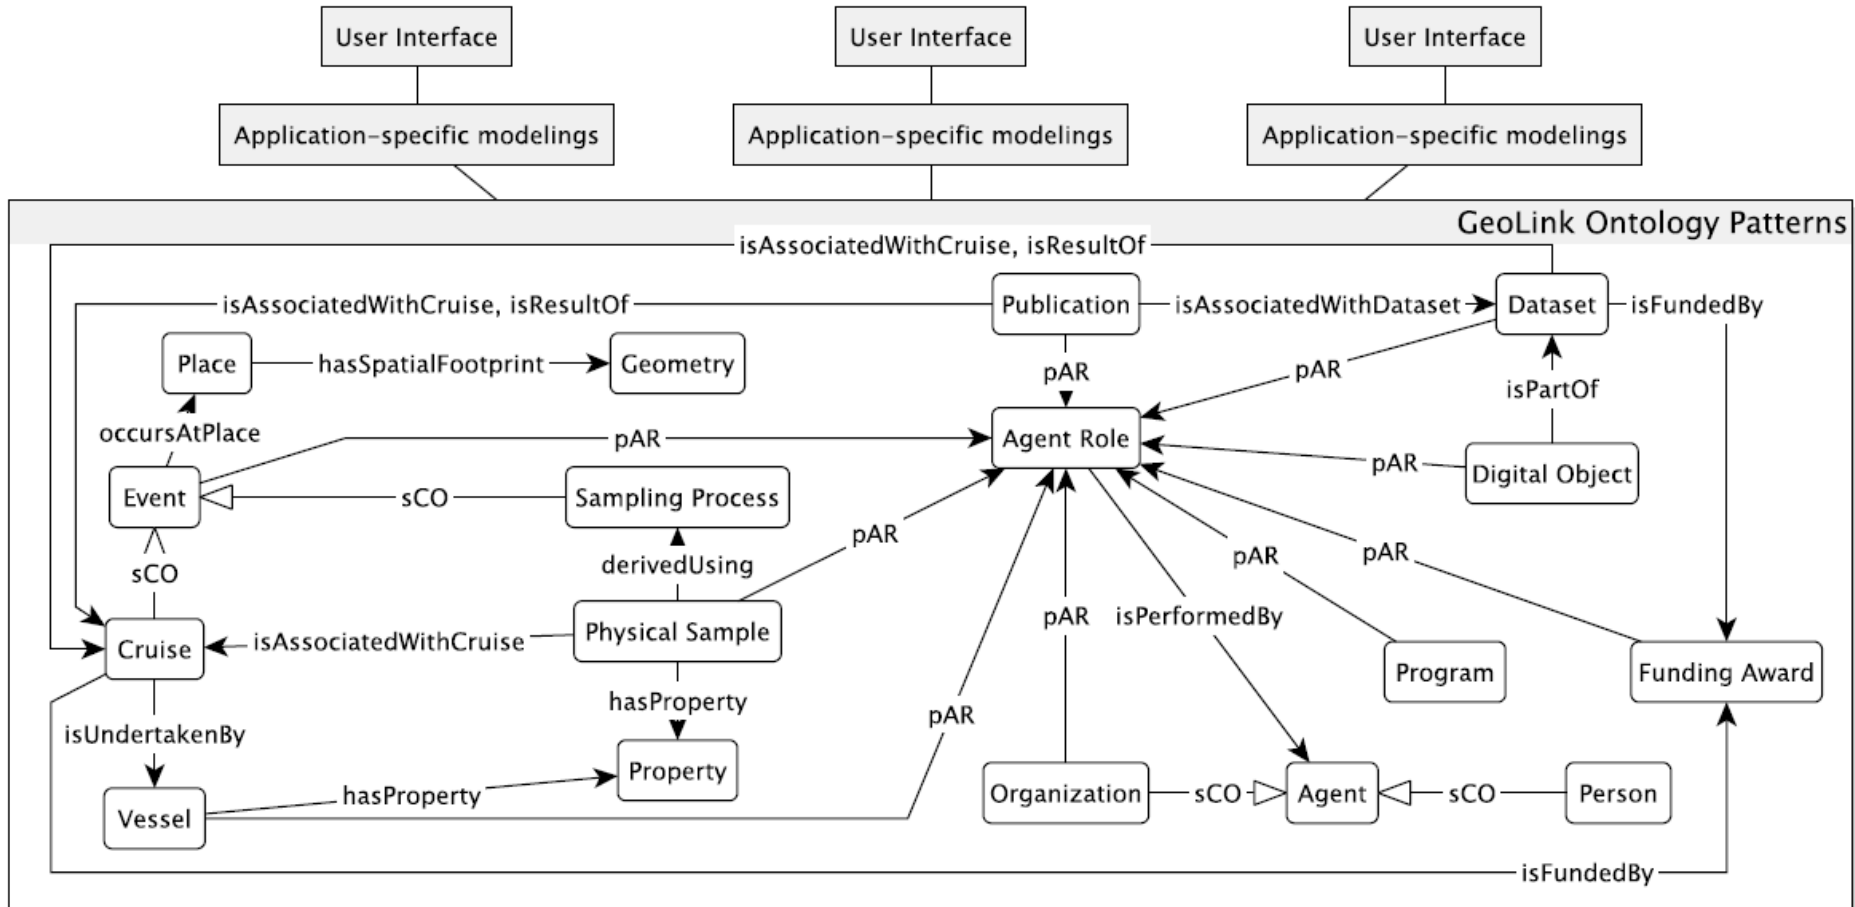 User Interface
User Interface
User Interface
Application-specific modelings
Application-specific modelings
Application-specific modelings
GeoLink Ontology Patterns
isAssociatedWithCruise, isResultOf
isAssociatedWithCruise, isResultOf
Publication
isAssociatedWithDataset
Dataset
isFundedBy
Place
hasSpatialFootprint
Geometry
pAR
pAR
isPartOf
occursAtPlace
pAR
Agent Role
pAR
Digital Object
Event
sCO
Sampling Process
pAR
pAR
pAR
derivedUsing
sCO
pAR
isPerformedBy
Cruise
isAssociatedWithCruise
Physical Sample
Program
Funding Award
hasProperty
pAR
isUndertakenBy
Property
Vessel
hasProperty
Organization
sCO
Agent
sCO
Person
isFundedBy